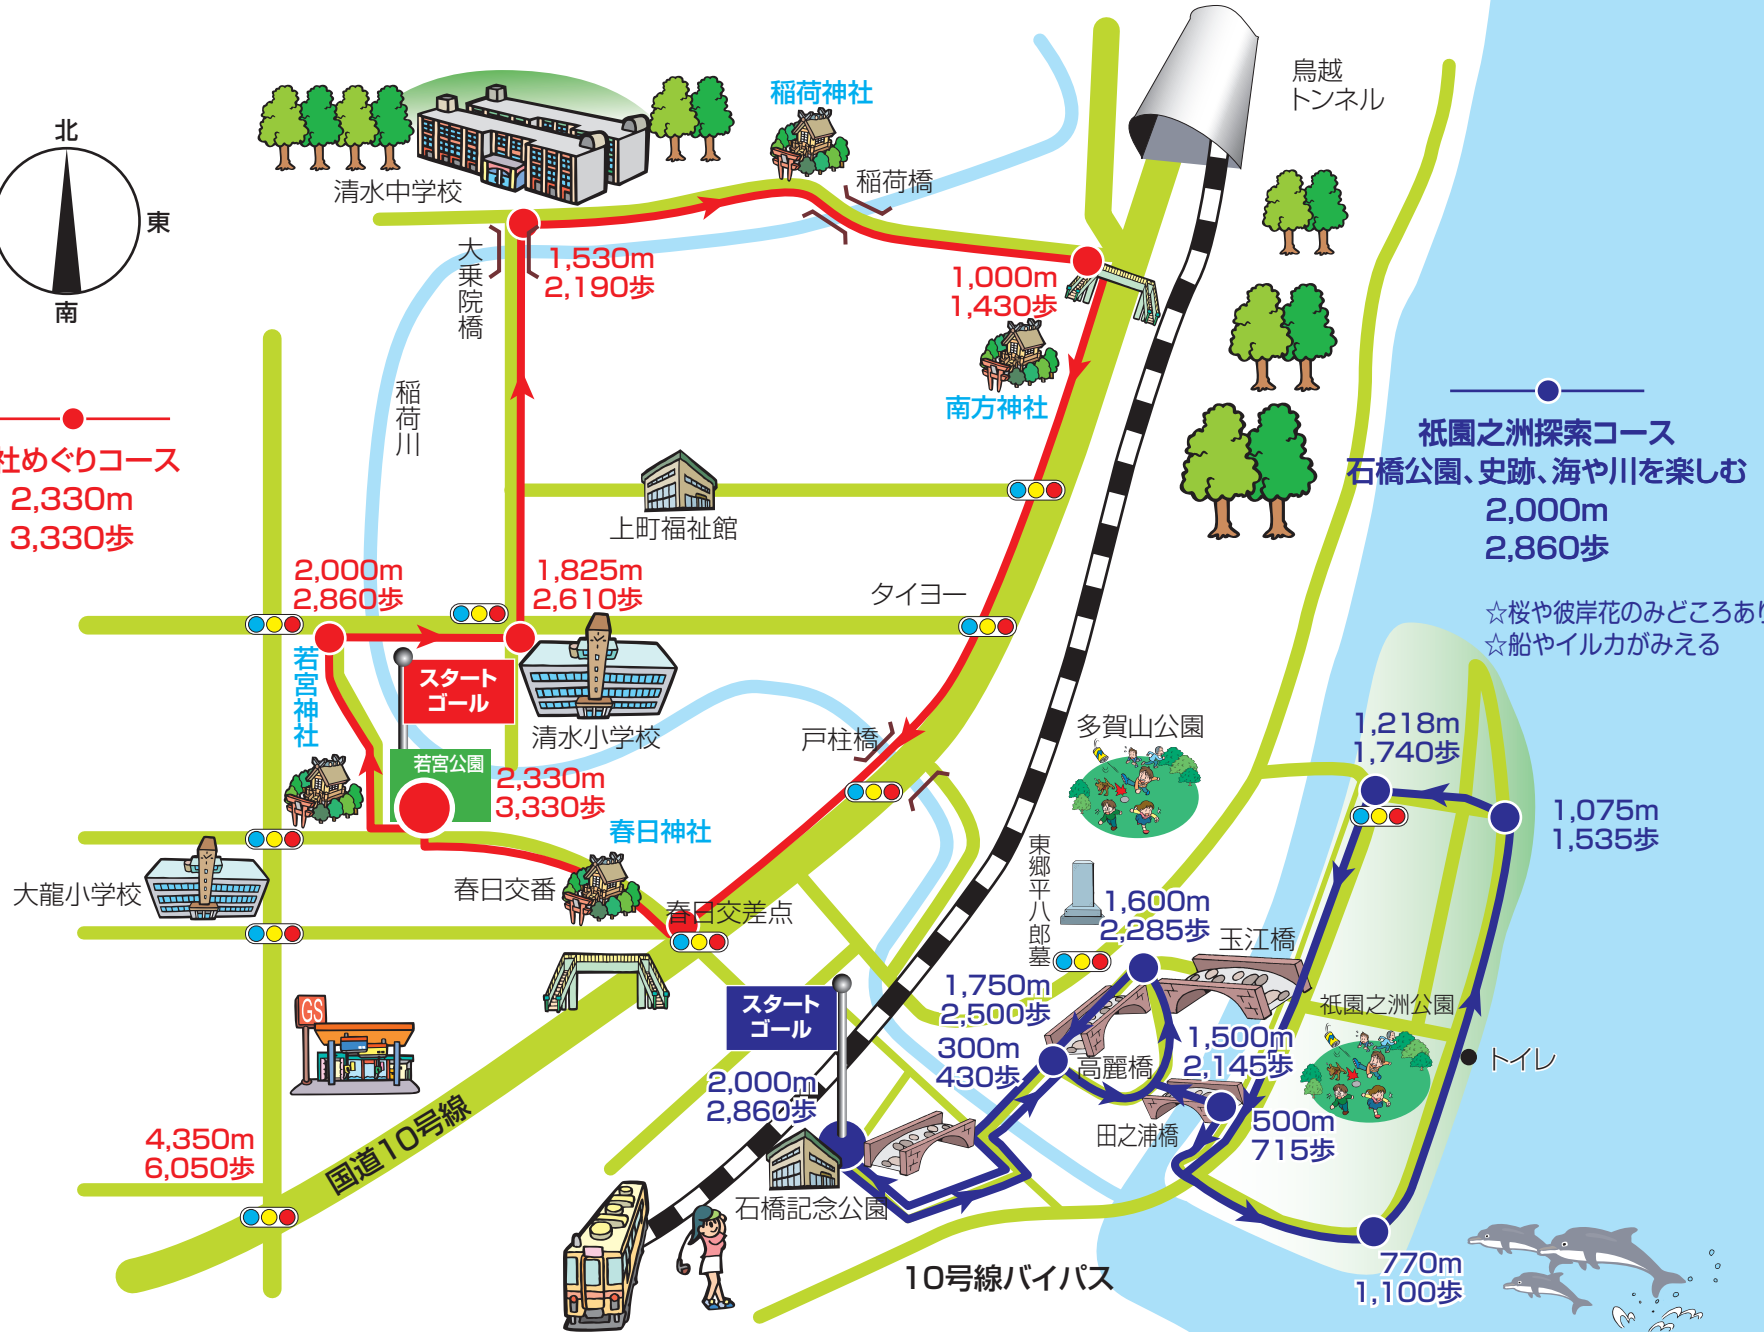 鳥越
トンネル
稲荷神社
北
東
南
清水中学校
稲荷橋
大乗院橋
1,530m
2,190歩
1,000m
1,430歩
稲荷川
南方神社
社めぐりコース
2,330m
3,330歩
祇園之洲探索コース
石橋公園、史跡、海や川を楽しむ
2,000m
2,860歩
☆桜や彼岸花のみどころあり
☆船やイルカがみえる
上町福祉館
2,000m
2,860歩
1,825m
2,610歩
タイヨー
若宮神社
スタート
ゴール
清水小学校
戸柱橋
多賀山公園
1,218m
1,740歩
若宮公園
2,330m
3,330歩
1,075m
1,535歩
春日神社
東郷平八郎墓
大龍小学校
春日交番
春日交差点
1,600m
2,285歩
玉江橋
GS
スタート
ゴール
1,750m
2,500歩
祇園之洲公園
300m
430歩
高麗橋
1,500m
2,145歩
トイレ
2,000m
2,860歩
500m
715歩
田之浦橋
4,350m
6,050歩
国道10号線
石橋記念公園
10号線バイパス
770m
1,100歩